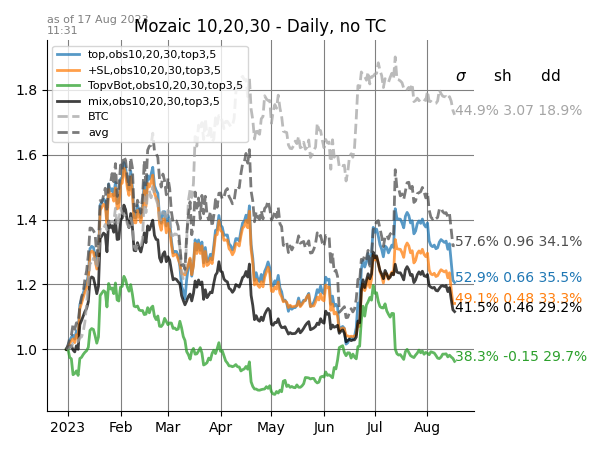 as of 17 Aug 2023
11:31
Mozaic 10,20,30 - Daily, no TC
top,obs10,20,30,top3,5
+SL,obs10,20,30,top3,5
TopvBot,obs10,20,30,top3,5
mix,obs10,20,30,top3,5
BTC
avg
σ sh dd
44.9% 3.07 18.9%
57.6% 0.96 34.1%
52.9% 0.66 35.5%
49.1% 0.48 33.3%
41.5% 0.46 29.2%
38.3% -0.15 29.7%
1.8
1.6
1.4
1.2
1.0
2023 Feb Mar Apr May Jun Jul Aug